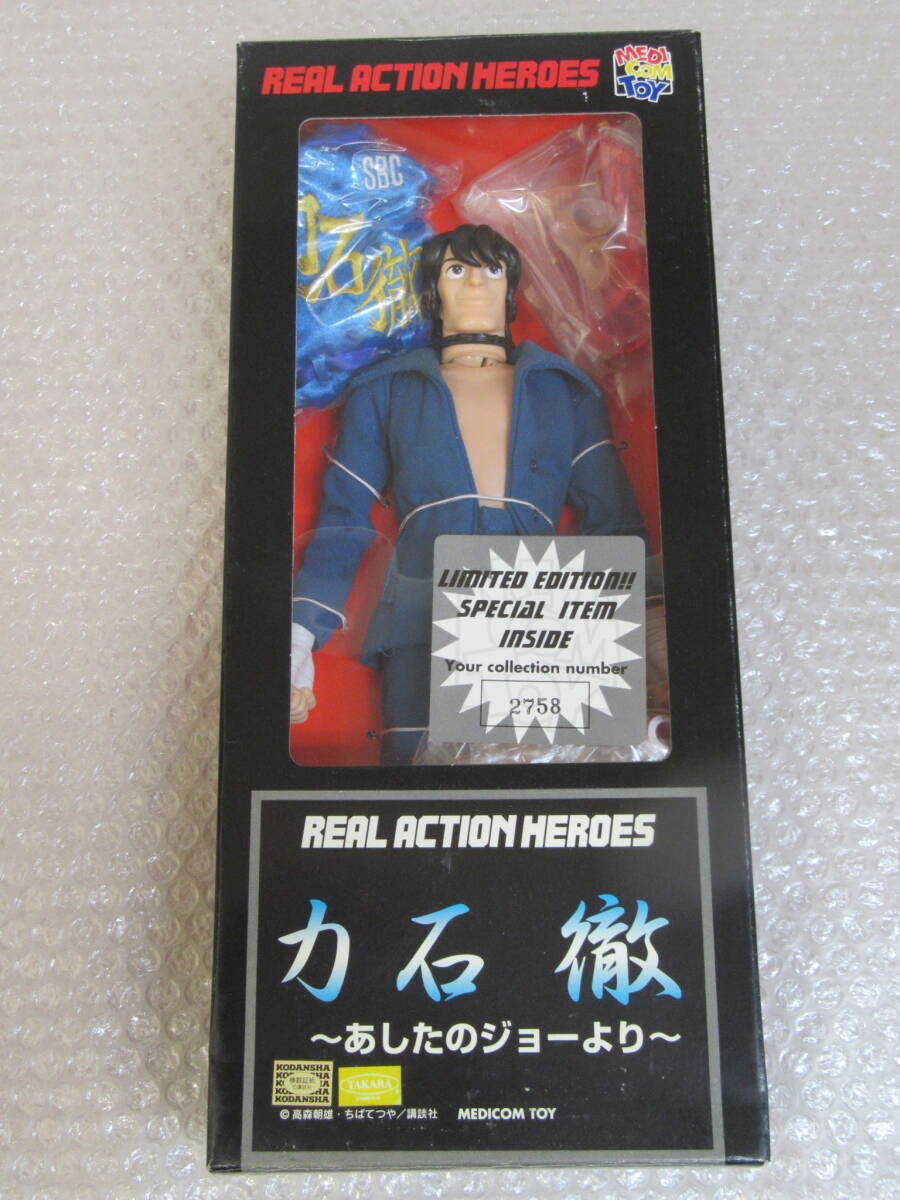 REAL ACTION HEROES
MEDI
COM
TOY
SBC
石徹
LIMITED EDITION!!
SPECIAL ITEM
INSIDE
Your collection number
2758
REAL ACTION HEROES
力石 徹
～あしたのジョーより～
KODANSHA
KODANSHA
TAKARA
©高森朝雄・ちばてつや／講談社 MEDICOM TOY